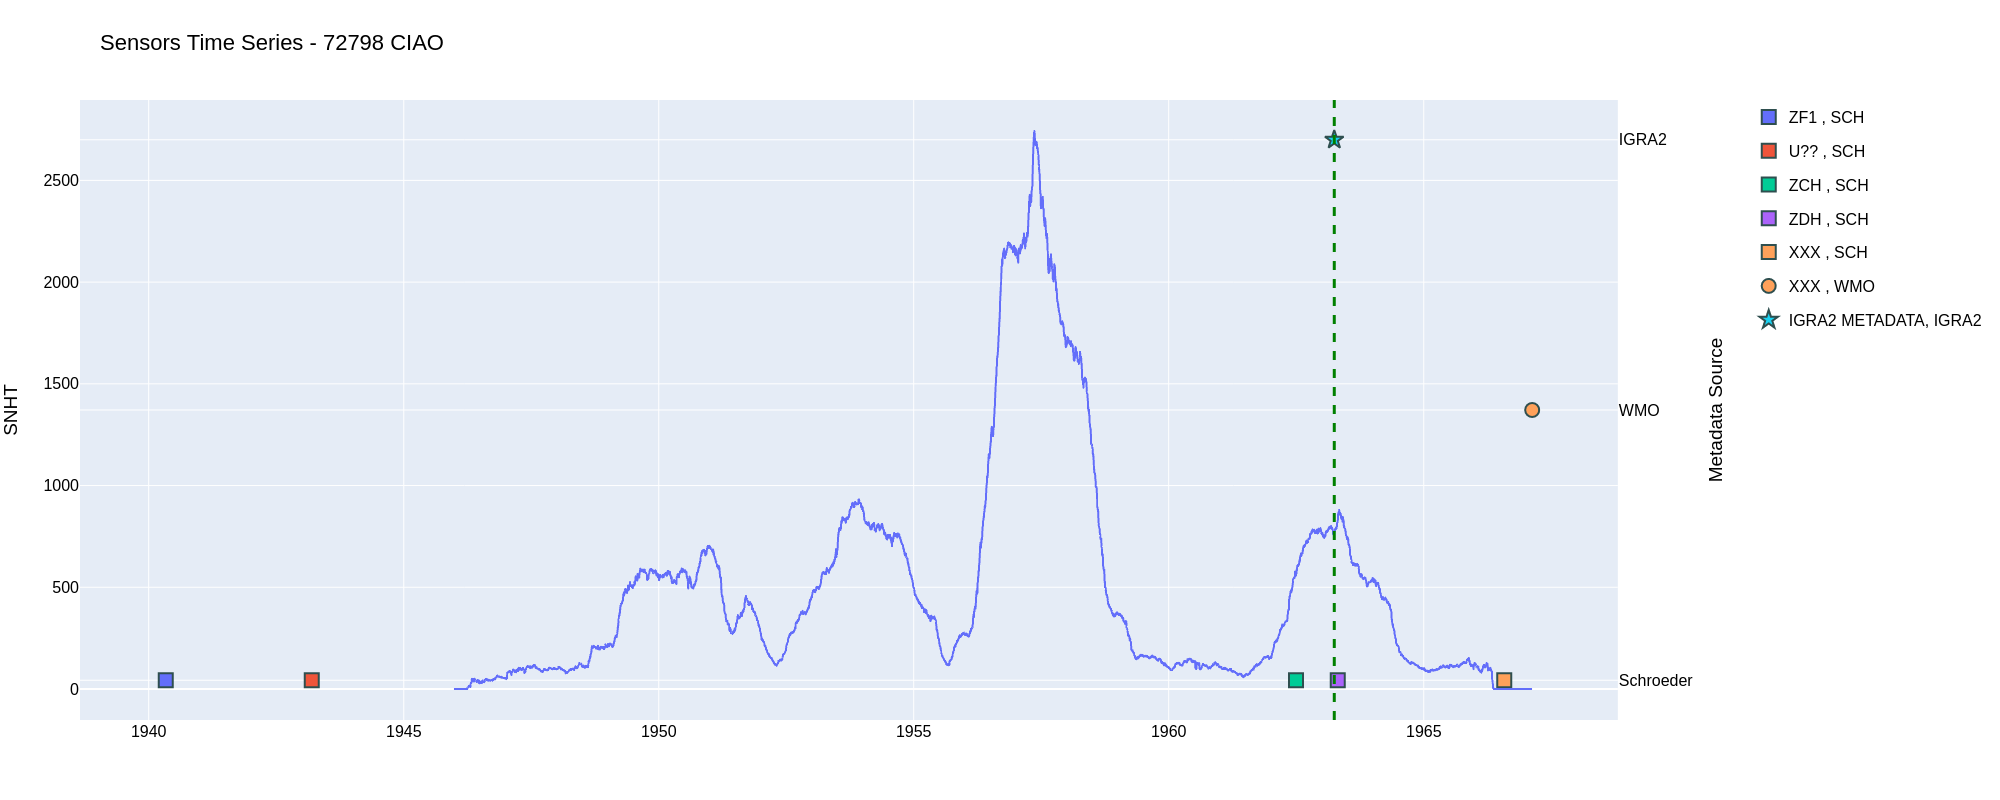 Sensors Time Series - 72798 CIAO
SNHT
2500
2000
1500
1000
500
0
1940
1945
1950
1955
1960
1965
IGRA2
WMO
Schroeder
Metadata Source
ZF1 , SCH
U?? , SCH
ZCH , SCH
ZDH , SCH
XXX , SCH
XXX , WMO
IGRA2 METADATA, IGRA2